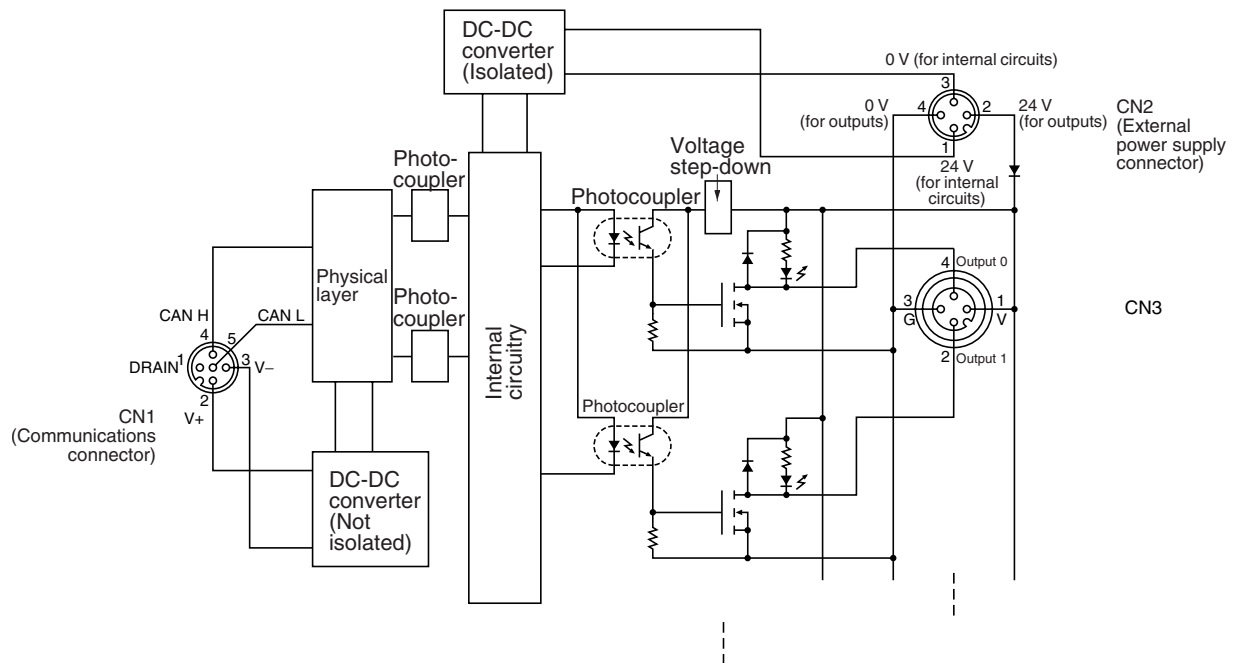 DC-DC
converter
(Isolated)
0 V (for internal circuits)
3
0 V
(for outputs)
4
2
24 V
(for outputs)
CN2
(External
power supply
connector)
1
24 V
(for internal
circuits)
Voltage
step-down
Photo-
coupler
Photocoupler
Physical
layer
Photo-
coupler
Internal
circuitry
4
Output 0
3
G
1
V
CN3
2
Output 1
CAN H
CAN L
4
5
DRAIN
1
3
V–
2
V+
CN1
(Communications
connector)
Photocoupler
DC-DC
converter
(Not
isolated)